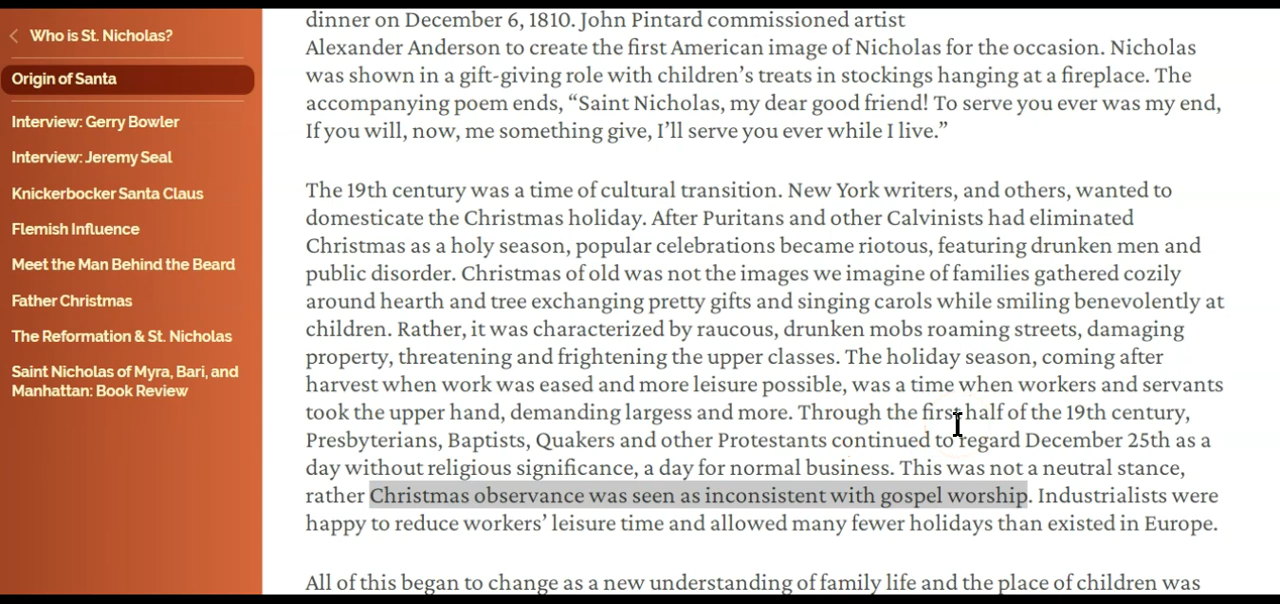 Who is St. Nicholas?
Origin of Santa
Interview: Gerry Bowler
Interview: Jeremy Seal
Knickerbocker Santa Claus
Flemish Influence
Meet the Man Behind the Beard
Father Christmas
The Reformation & St. Nicholas
Saint Nicholas of Myra, Bari, and
Manhattan: Book Review
dinner on December 6, 1810. John Pintard commissioned artist
Alexander Anderson to create the first American image of Nicholas for the occasion. Nicholas
was shown in a gift-giving role with children’s treats in stockings hanging at a fireplace. The
accompanying poem ends, “Saint Nicholas, my dear good friend! To serve you ever was my end,
If you will, now, me something give, I’ll serve you ever while I live.”
The 19th century was a time of cultural transition. New York writers, and others, wanted to
domesticate the Christmas holiday. After Puritans and other Calvinists had eliminated
Christmas as a holy season, popular celebrations became riotous, featuring drunken men and
public disorder. Christmas of old was not the images we imagine of families gathered cozily
around hearth and tree exchanging pretty gifts and singing carols while smiling benevolently at
children. Rather, it was characterized by raucous, drunken mobs roaming streets, damaging
property, threatening and frightening the upper classes. The holiday season, coming after
harvest when work was eased and more leisure possible, was a time when workers and servants
took the upper hand, demanding largess and more. Through the first half of the 19th century,
Presbyterians, Baptists, Quakers and other Protestants continued to regard December 25th as a
day without religious significance, a day for normal business. This was not a neutral stance,
rather Christmas observance was seen as inconsistent with gospel worship. Industrialists were
happy to reduce workers’ leisure time and allowed many fewer holidays than existed in Europe.
All of this began to change as a new understanding of family life and the place of children was